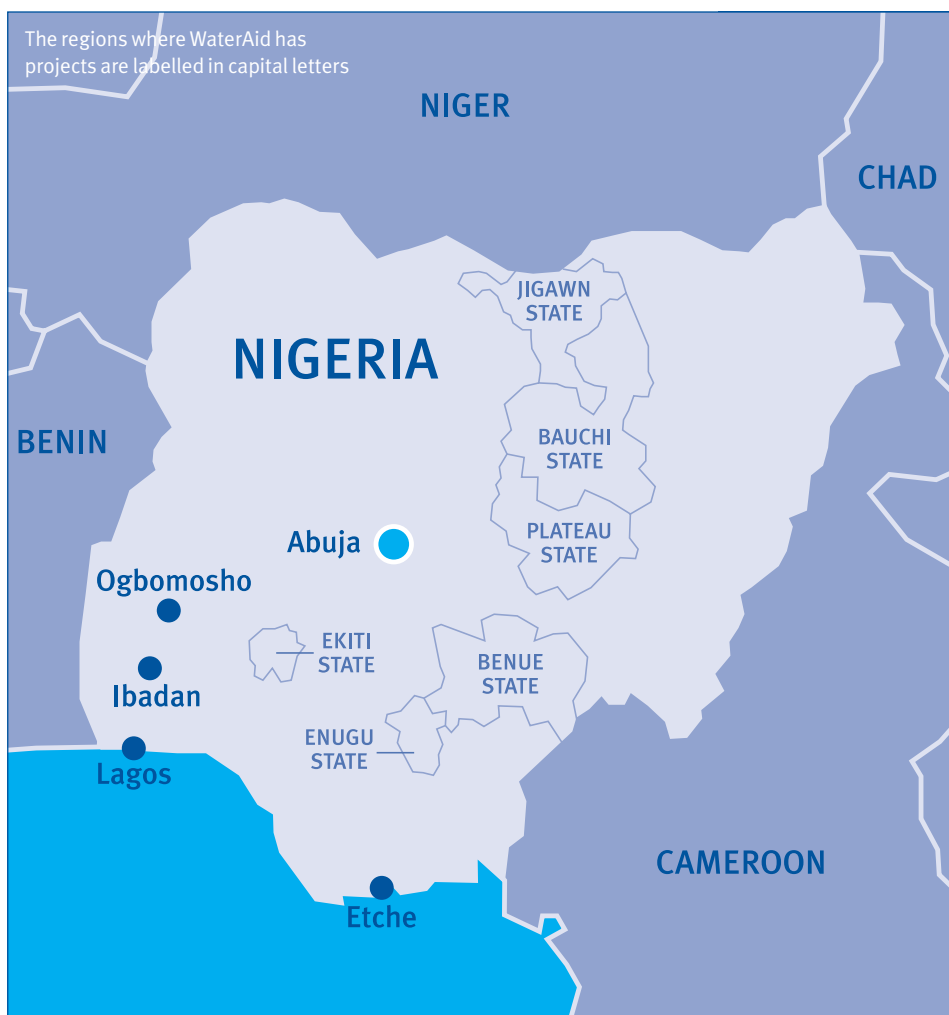 The regions where WaterAid has
projects are labelled in capital letters
NIGER
CHAD
JIGAWN
STATE
NIGERIA
BENIN
BAUCHI
STATE
PLATEAU
STATE
Abuja
Ogbomosho
EKITI
STATE
BENUE
STATE
Ibadan
ENUGU
STATE
Lagos
CAMEROON
Etche